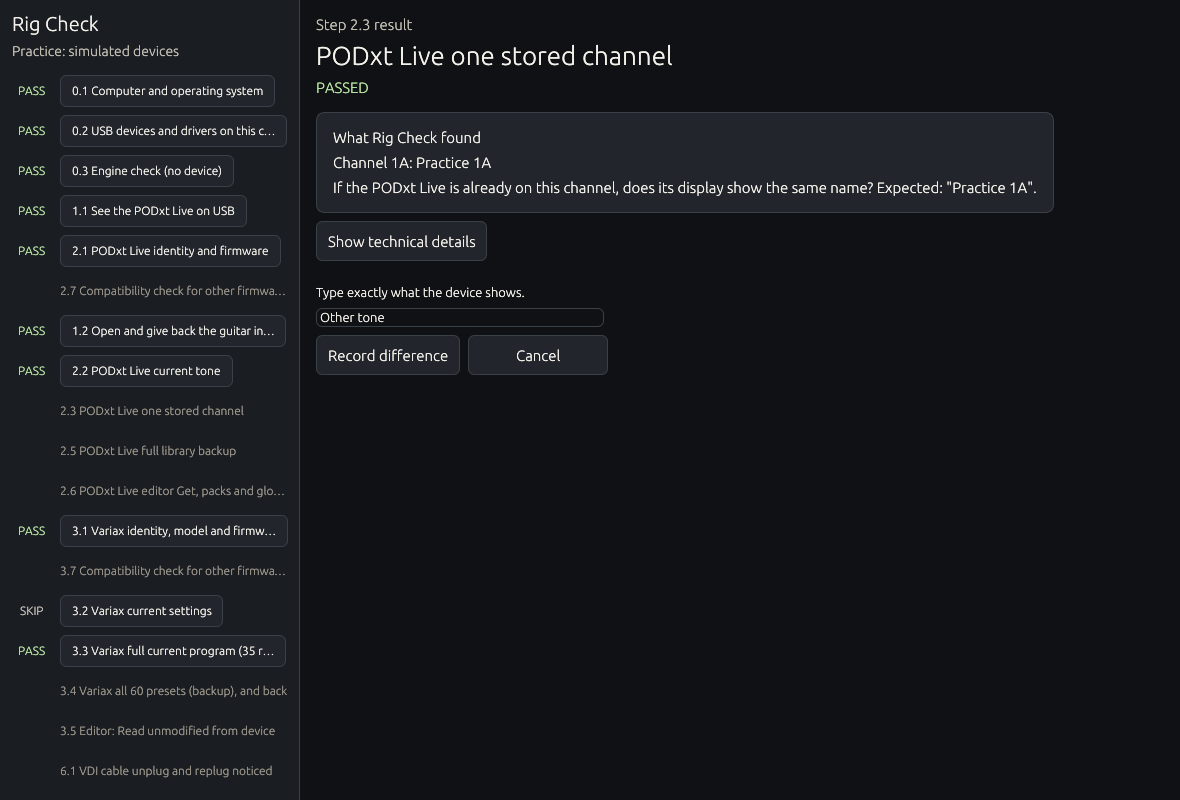 Rig Check
Practice: simulated devices
PASS 0.1 Computer and operating system
PASS 0.2 USB devices and drivers on this c...
PASS 0.3 Engine check (no device)
PASS 1.1 See the PODxt Live on USB
PASS 2.1 PODxt Live identity and firmware
2.7 Compatibility check for other firmwa...
PASS 1.2 Open and give back the guitar in...
PASS 2.2 PODxt Live current tone
2.3 PODxt Live one stored channel
2.5 PODxt Live full library backup
2.6 PODxt Live editor Get, packs and glo...
PASS 3.1 Variax identity, model and firmw...
3.7 Compatibility check for other firmwa...
SKIP 3.2 Variax current settings
PASS 3.3 Variax full current program (35 r...
3.4 Variax all 60 presets (backup), and back
3.5 Editor: Read unmodified from device
6.1 VDI cable unplug and replug noticed
Step 2.3 result
PODxt Live one stored channel
PASSED
What Rig Check found
Channel 1A: Practice 1A
If the PODxt Live is already on this channel, does its display show the same name? Expected: "Practice 1A".
Show technical details
Type exactly what the device shows.
Other tone
Record difference
Cancel